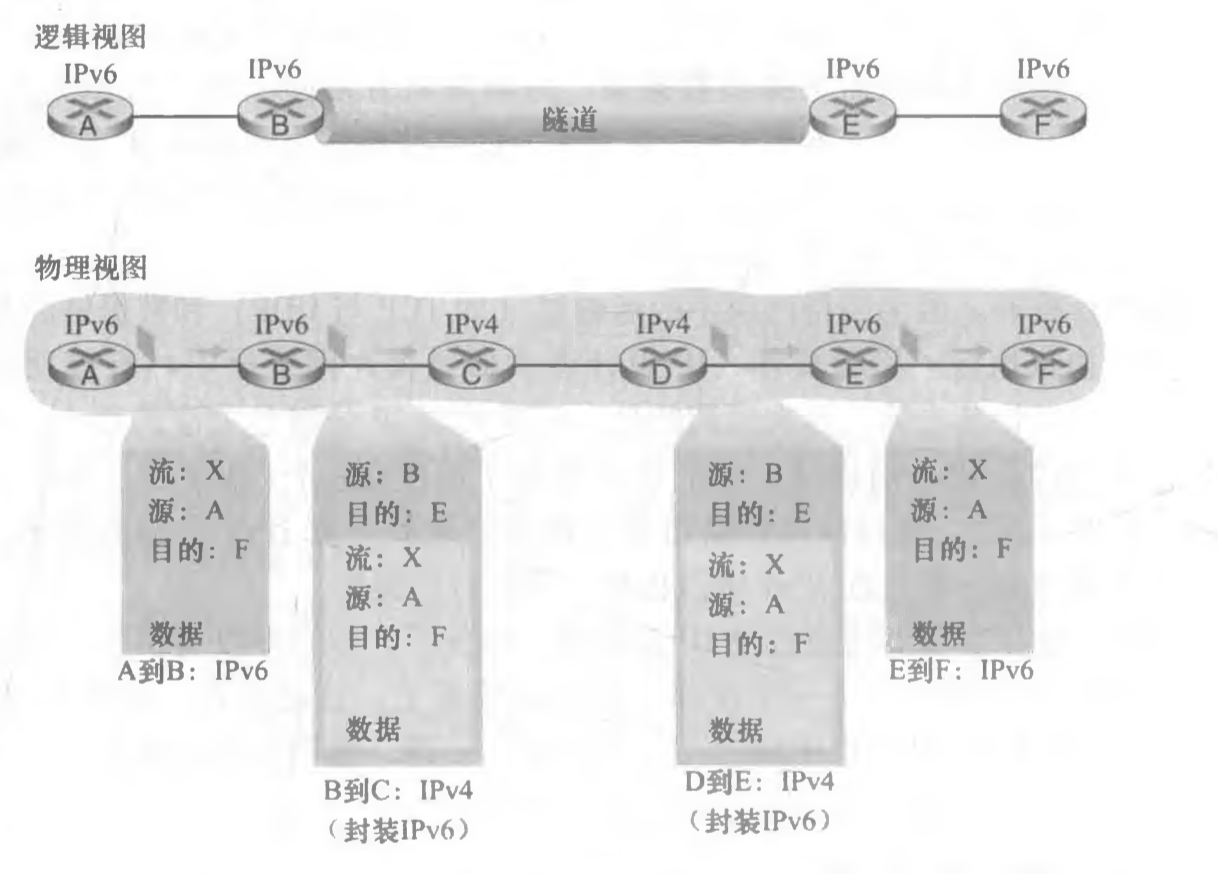 逻辑视图
IPv6 IPv6 IPv6 IPv6
A B 隧道 E F
物理视图
IPv6 IPv6 IPv4 IPv4 IPv6 IPv6
A B C D E F
流：X
源：A
目的：F
数据
A到B：IPv6
源：B
目的：E
流：X
源：A
目的：F
数据
B到C：IPv4
（封装IPv6）
源：B
目的：E
流：X
源：A
目的：F
数据
D到E：IPv4
（封装IPv6）
流：X
源：A
目的：F
数据
E到F：IPv6